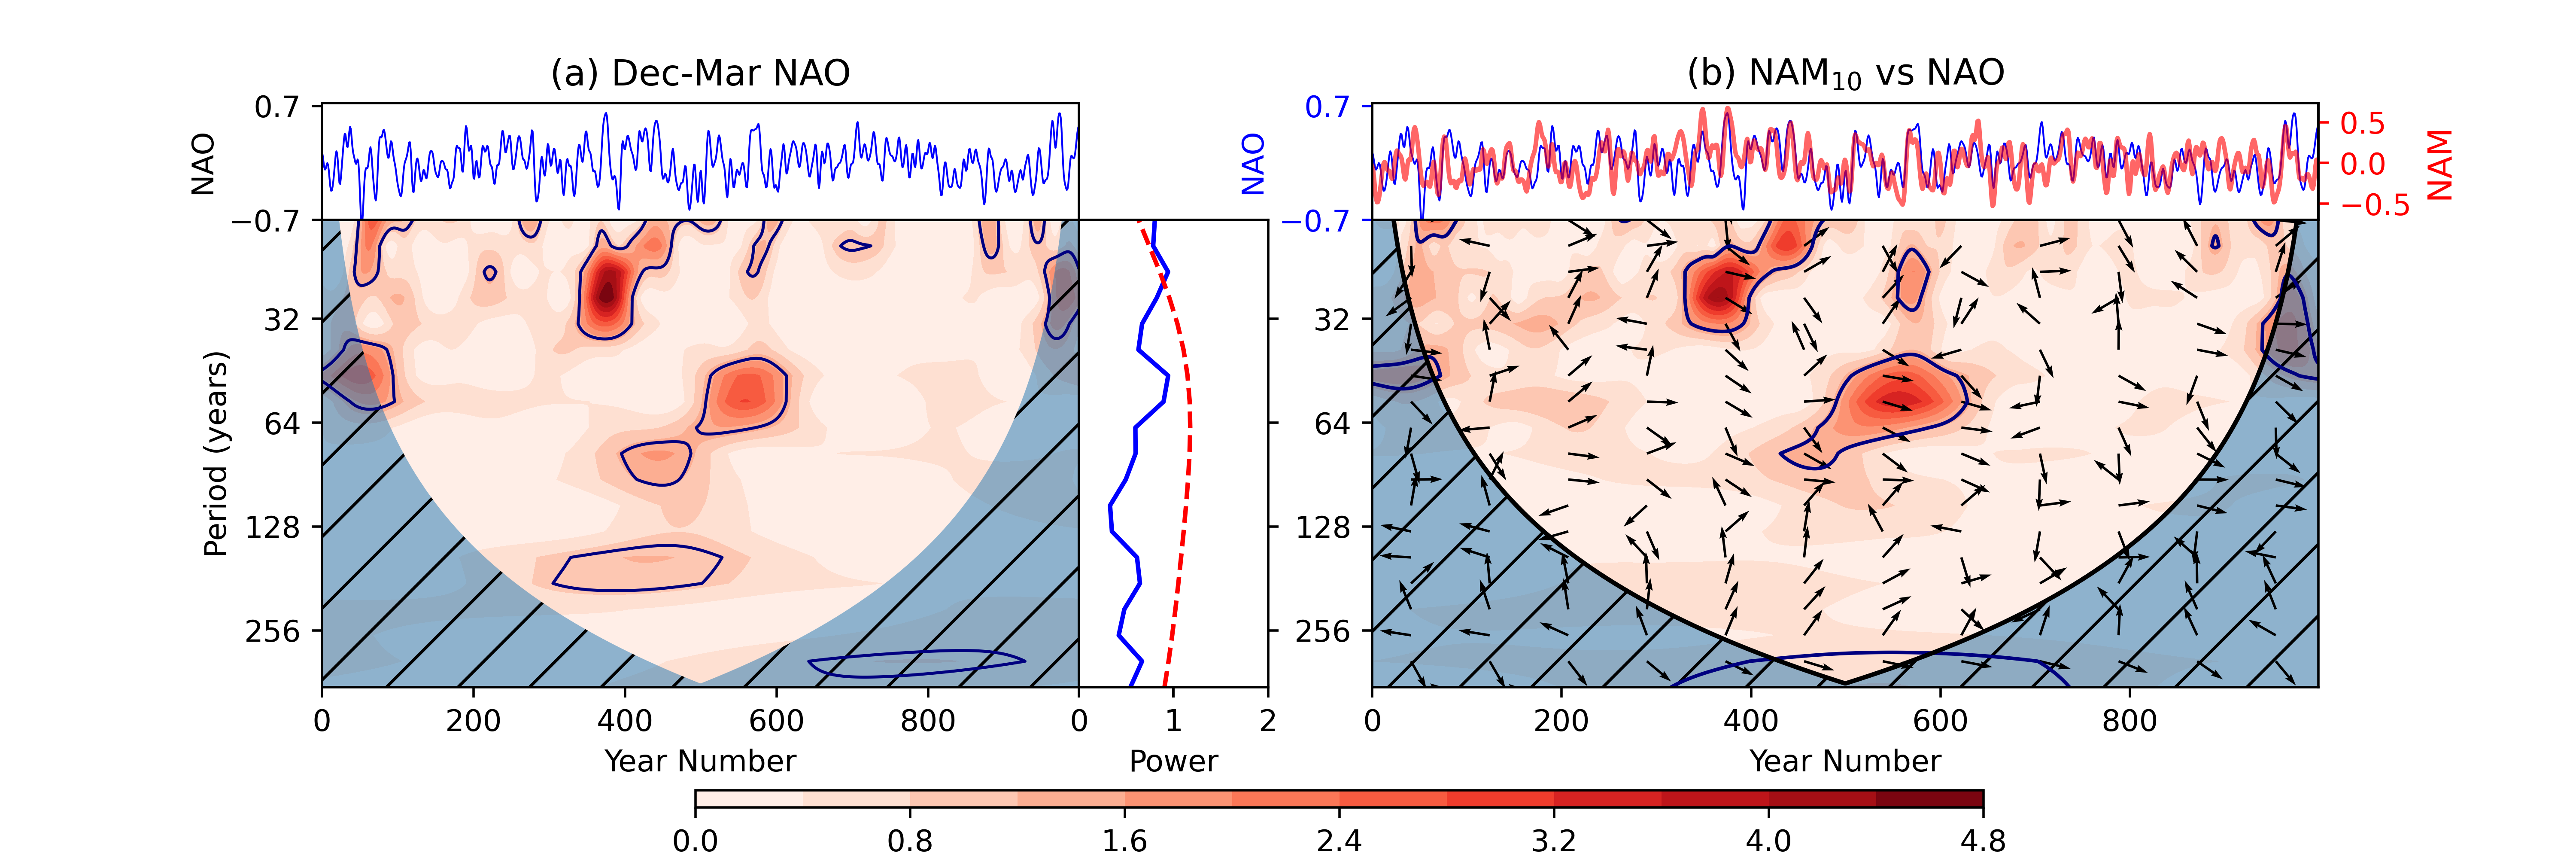 (a) Dec-Mar NAO
0.7
NAO
−0.7
32
64
128
256
Period (years)
0 200 400 600 800
Year Number
0 1 2
Power
(b) NAM₁₀ vs NAO
0.7
NAO
−0.7
0.5
0.0
−0.5
NAM
32
64
128
256
0 200 400 600 800
Year Number
0.0 0.8 1.6 2.4 3.2 4.0 4.8